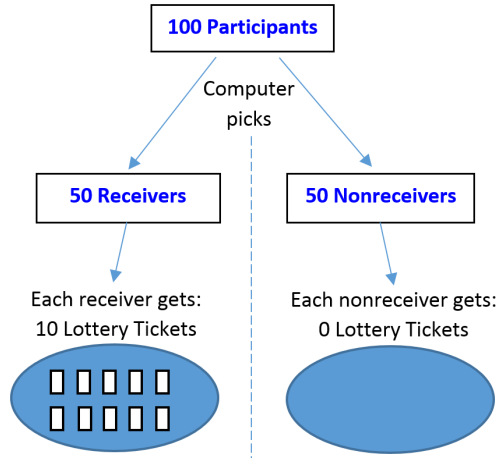 100 Participants
Computer
picks
50 Receivers
50 Nonreceivers
Each receiver gets:
10 Lottery Tickets
Each nonreceiver gets:
0 Lottery Tickets